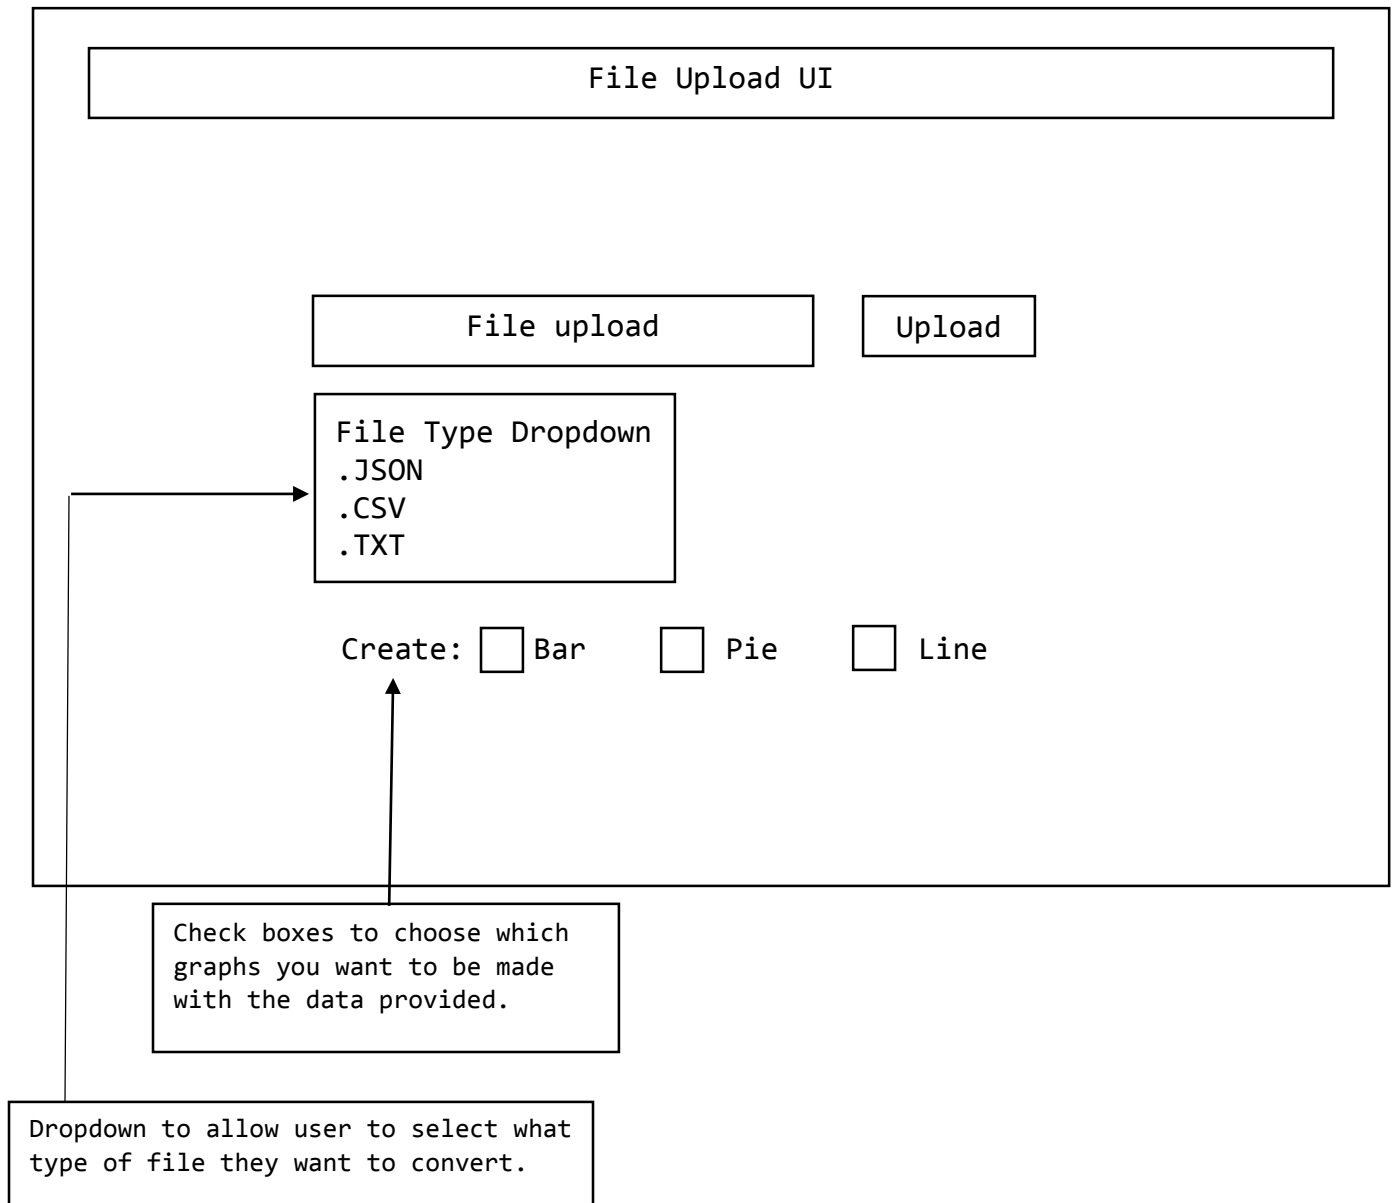 File Upload UI
File upload
Upload
File Type Dropdown
.JSON
.CSV
.TXT
Create: Bar Pie Line
Check boxes to choose which
graphs you want to be made
with the data provided.
Dropdown to allow user to select what
type of file they want to convert.